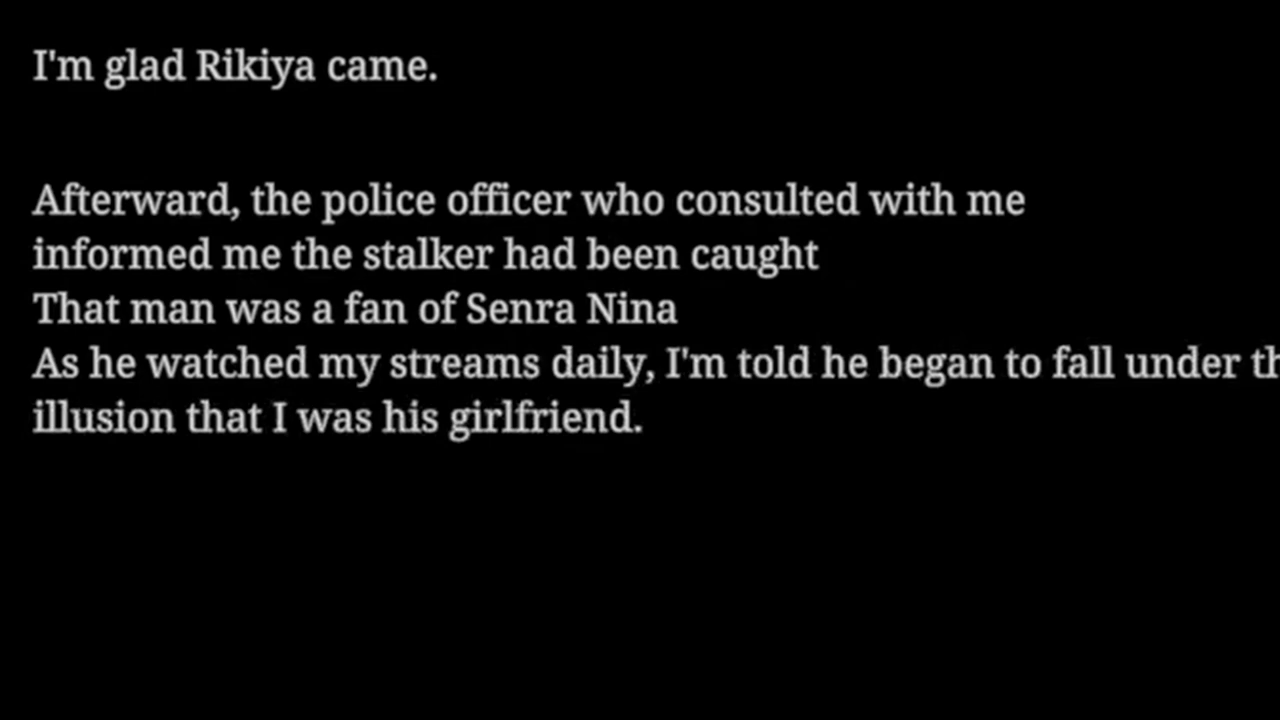 I'm glad Rikiya came.
Afterward, the police officer who consulted with me
informed me the stalker had been caught
That man was a fan of Senra Nina
As he watched my streams daily, I'm told he began to fall under th
illusion that I was his girlfriend.